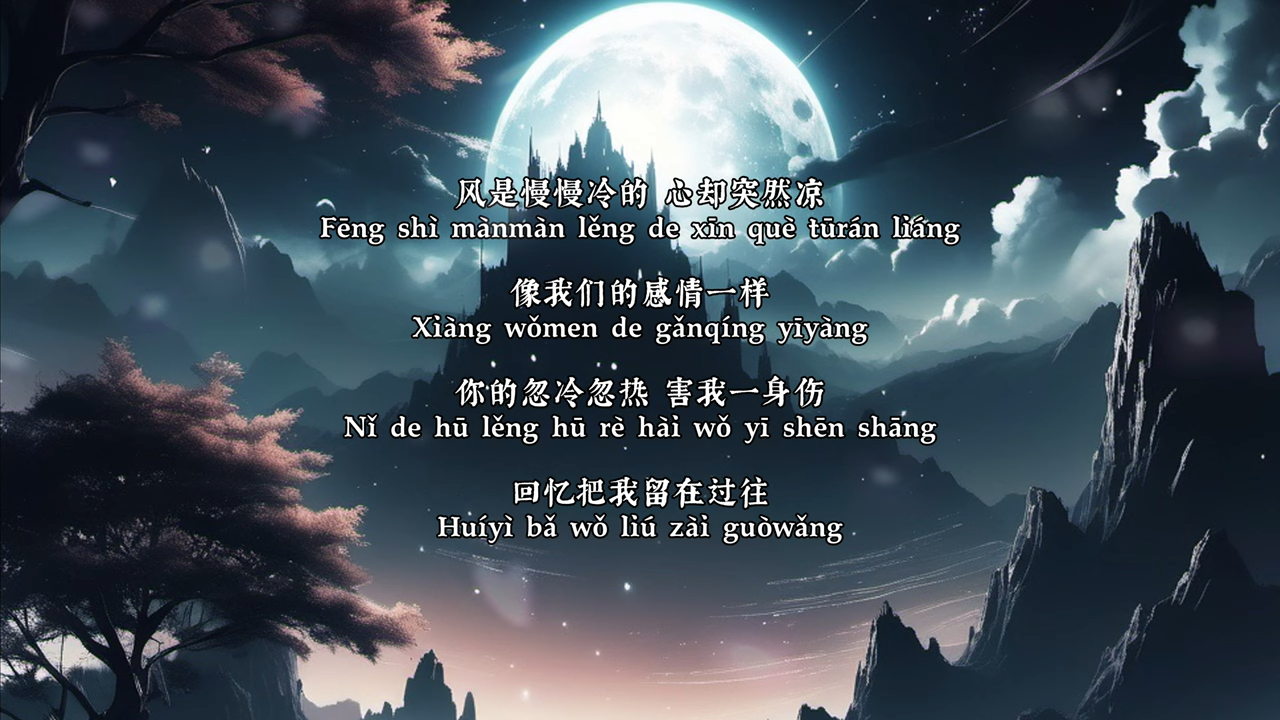 风是慢慢冷的 心却突然凉
Fēng shì mànmàn lěng de xīn què tūrán liáng
像我们的感情一样
Xiàng wǒmen de gǎnqíng yīyàng
你的忽冷忽热 害我一身伤
Nǐ de hū lěng hū rè hài wǒ yī shēn shāng
回忆把我留在过往
Huíyì bǎ wǒ liú zài guòwǎng